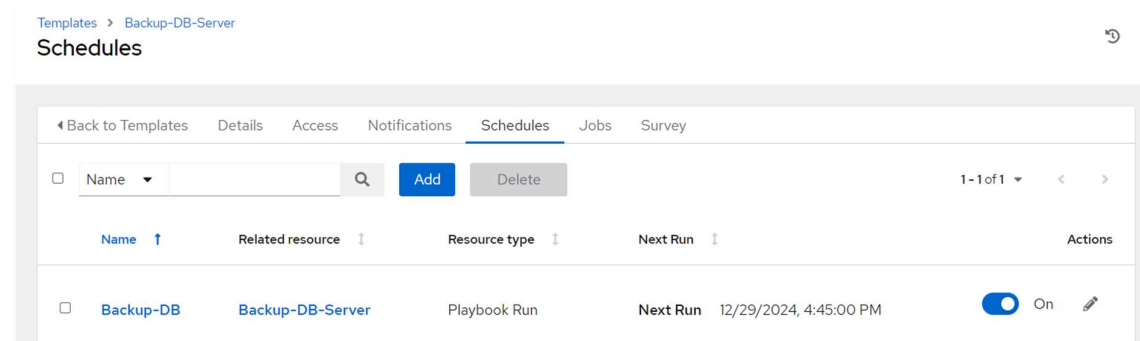 Templates > Backup-DB-Server
Schedules
Back to Templates Details Access Notifications Schedules Jobs Survey
Name Add Delete 1 - 1 of 1
Name Related resource Resource type Next Run Actions
Backup-DB Backup-DB-Server Playbook Run Next Run 12/29/2024, 4:45:00 PM On